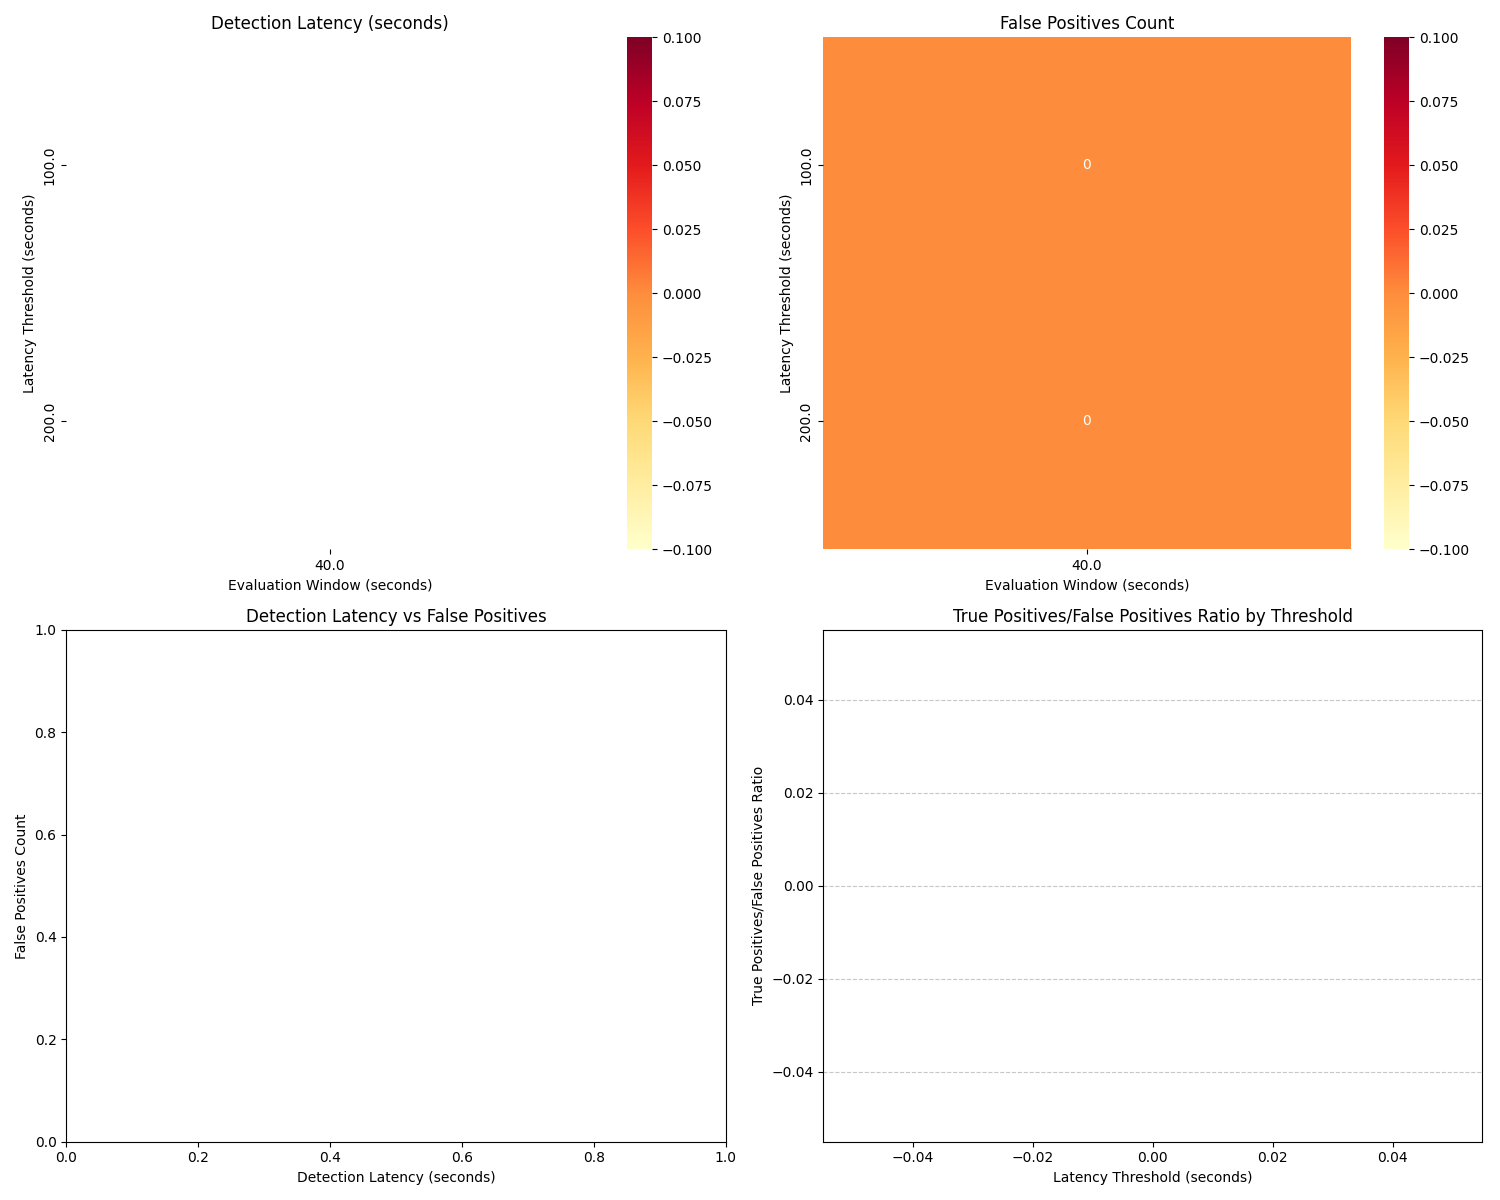 Detection Latency (seconds)
Latency Threshold (seconds)
100.0
200.0
40.0
Evaluation Window (seconds)
0.100
0.075
0.050
0.025
0.000
−0.025
−0.050
−0.075
−0.100
False Positives Count
Latency Threshold (seconds)
100.0
200.0
0
0
40.0
Evaluation Window (seconds)
0.100
0.075
0.050
0.025
0.000
−0.025
−0.050
−0.075
−0.100
Detection Latency vs False Positives
False Positives Count
1.0
0.8
0.6
0.4
0.2
0.0
0.0 0.2 0.4 0.6 0.8 1.0
Detection Latency (seconds)
True Positives/False Positives Ratio by Threshold
True Positives/False Positives Ratio
0.04
0.02
0.00
−0.02
−0.04
−0.04 −0.02 0.00 0.02 0.04
Latency Threshold (seconds)